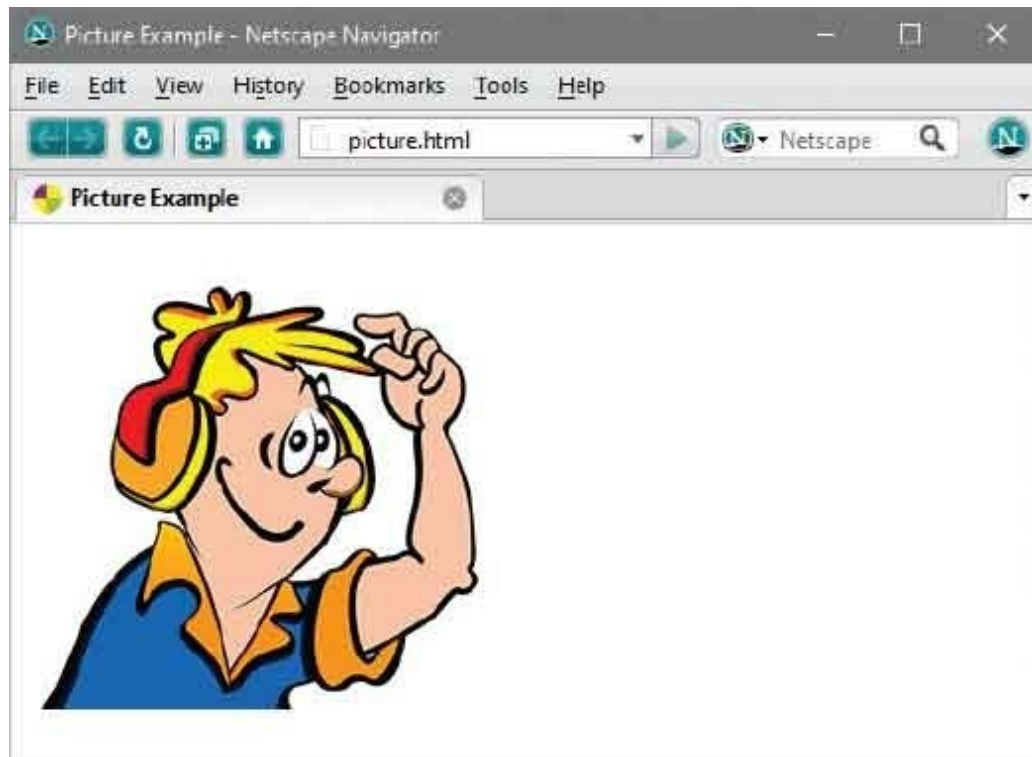 Picture Example - Netscape Navigator
File Edit View History Bookmarks Tools Help
picture.html Netscape
Picture Example